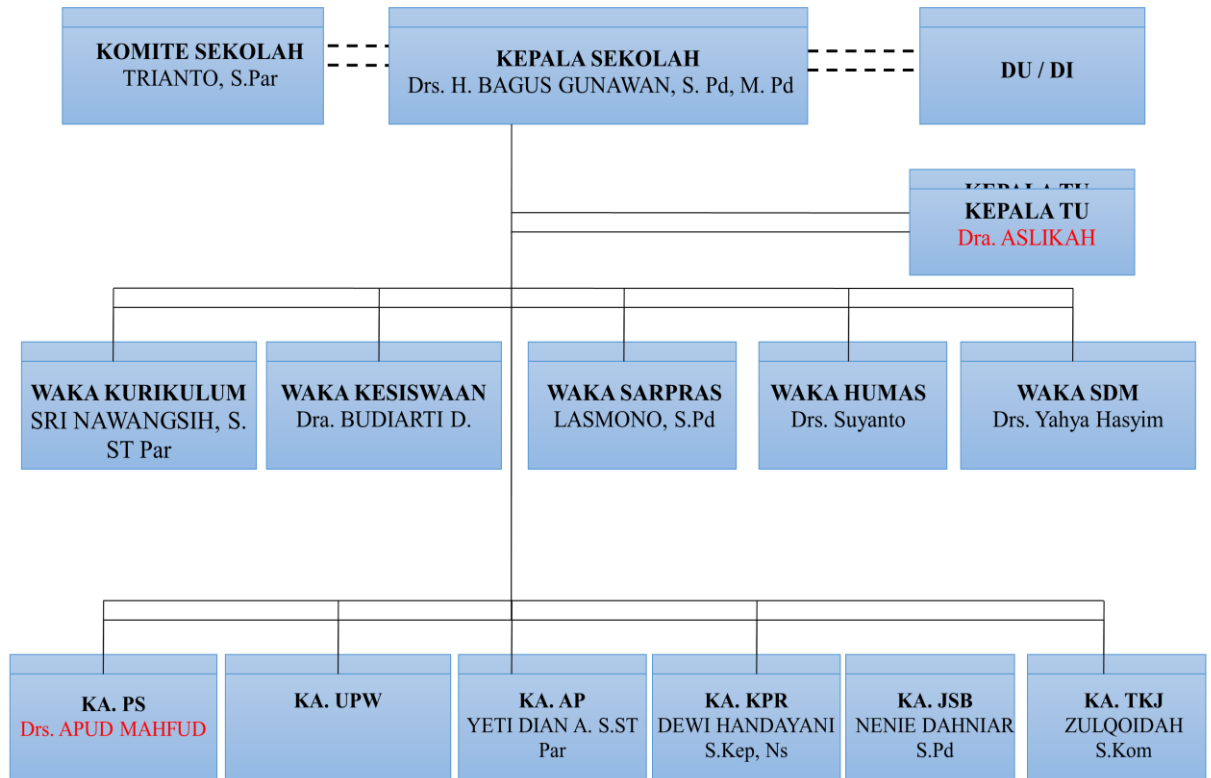 KOMITE SEKOLAH
TRIANTO, S.Par
KEPALA SEKOLAH
Drs. H. BAGUS GUNAWAN, S. Pd, M. Pd
DU / DI
KEPALA TU
KEPALA TU
Dra. ASLIKAH
WAKA KURIKULUM
SRI NAWANGSIH, S.
ST Par
WAKA KESISWAAN
Dra. BUDIARTI D.
WAKA SARPRAS
LASMONO, S.Pd
WAKA HUMAS
Drs. Suyanto
WAKA SDM
Drs. Yahya Hasyim
KA. PS
Drs. APUD MAHFUD
KA. UPW
KA. AP
YETI DIAN A. S.ST
Par
KA. KPR
DEWI HANDAYANI
S.Kep, Ns
KA. JSB
NENIE DAHNIAR
S.Pd
KA. TKJ
ZULQOIDAH
S.Kom